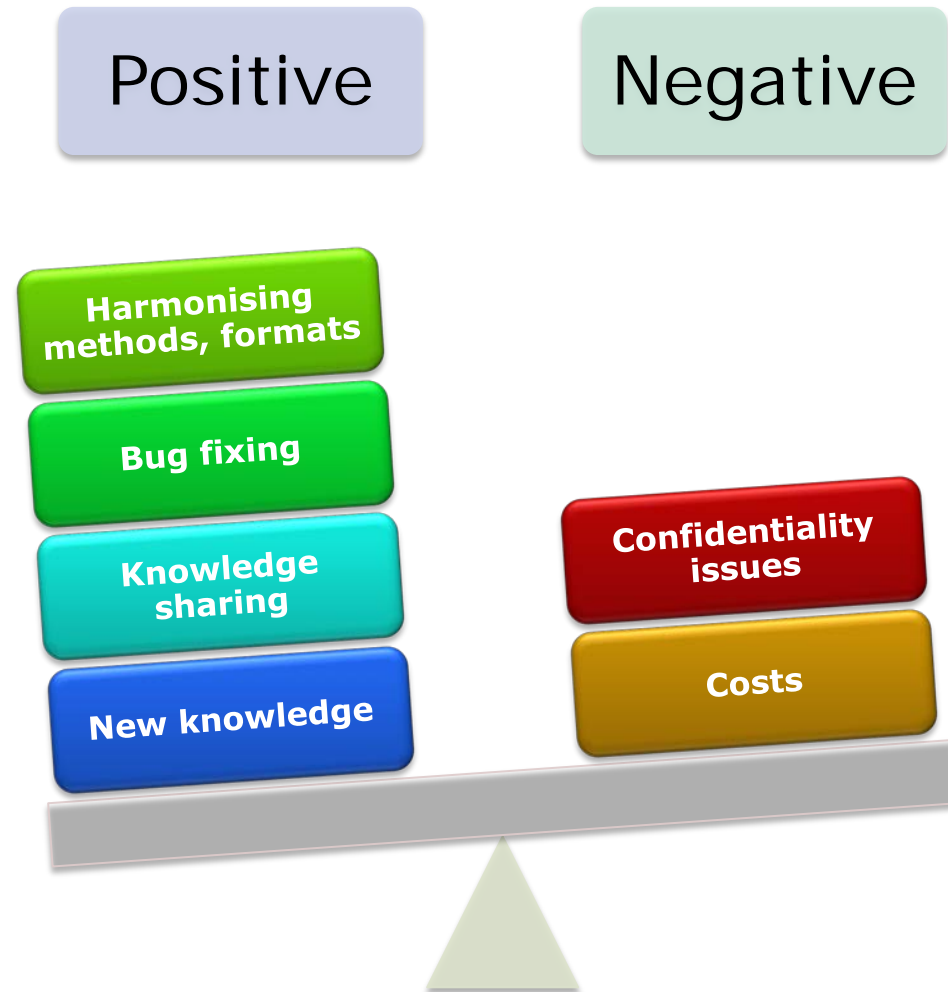 Positive
Negative
Harmonising
methods, formats
Bug fixing
Knowledge
sharing
New knowledge
Confidentiality
issues
Costs